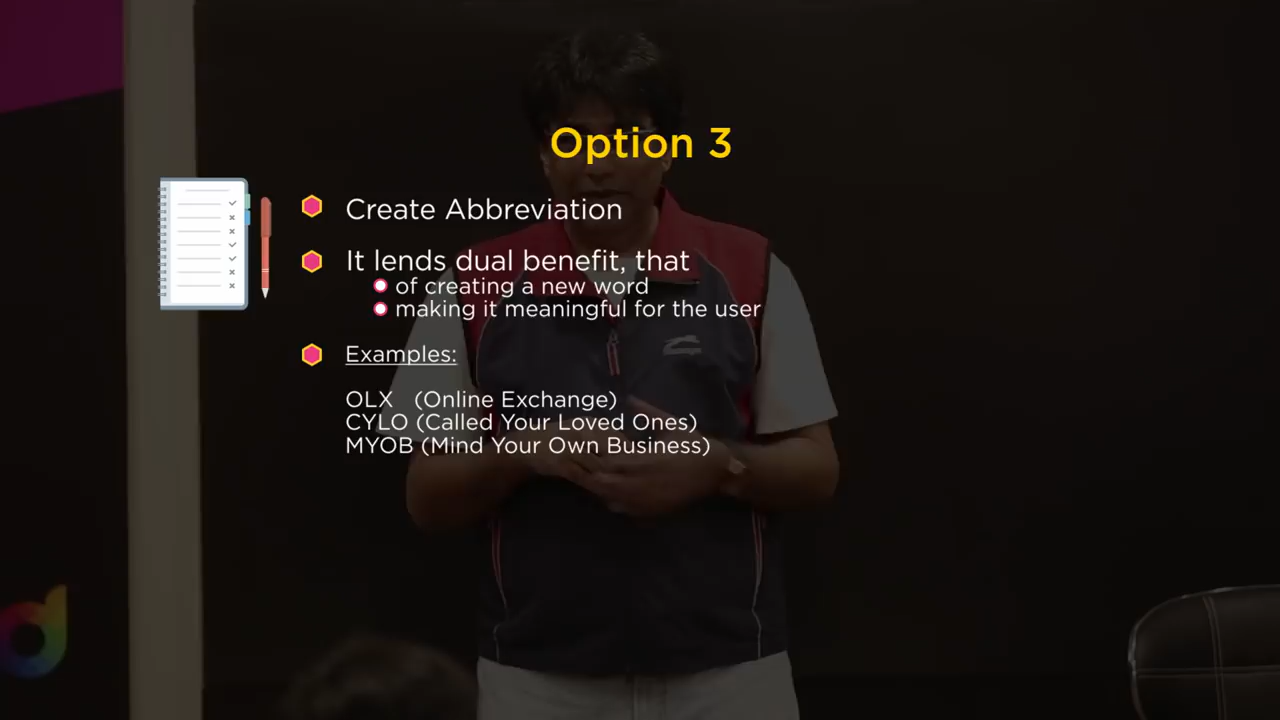 Option 3
Create Abbreviation
It lends dual benefit, that
of creating a new word
making it meaningful for the user
Examples:
OLX (Online Exchange)
CYLO (Called Your Loved Ones)
MYOB (Mind Your Own Business)